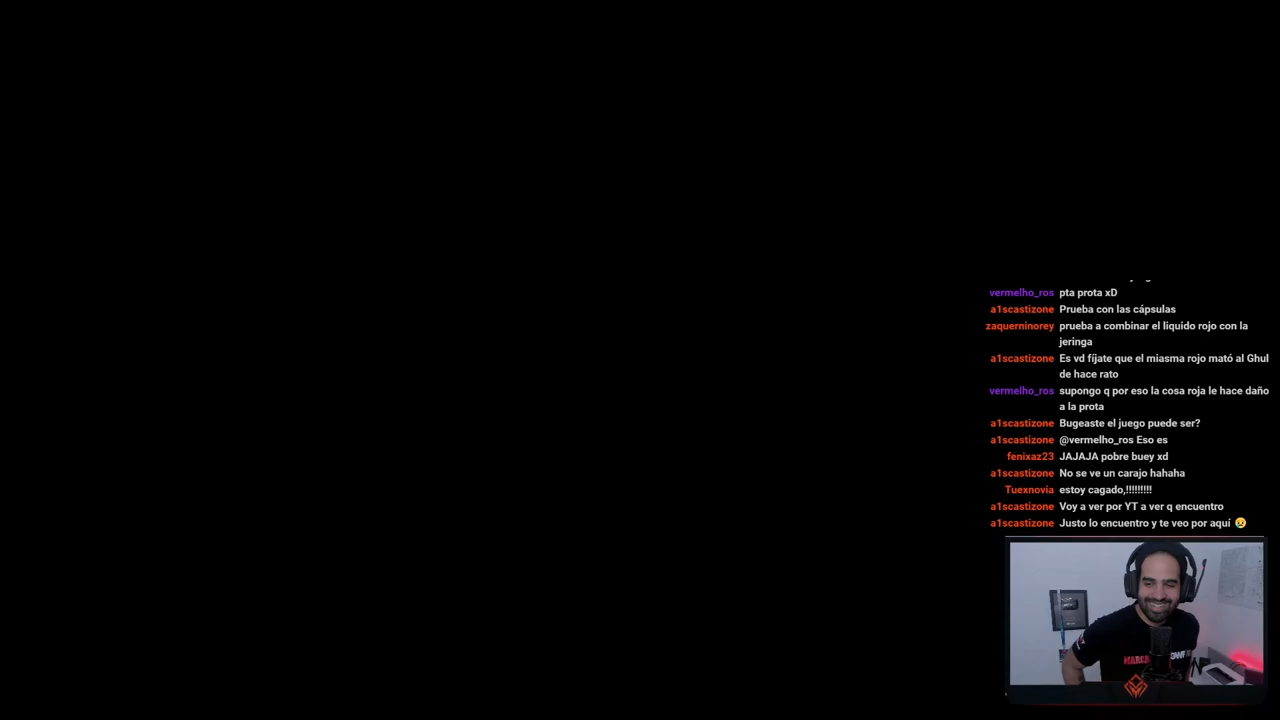 vermelho_ros pta prota xD
a1scastizone Prueba con las cápsulas
zaquerninorey prueba a combinar el liquido rojo con la
jeringa
a1scastizone Es vd fíjate que el miasma rojo mató al Ghul
de hace rato
vermelho_ros supongo q por eso la cosa roja le hace daño
a la prota
a1scastizone Bugeaste el juego puede ser?
a1scastizone @vermelho_ros Eso es
fenixaz23 JAJAJA pobre buey xd
a1scastizone No se ve un carajo hahaha
Tuexnovia estoy cagado,!!!!!!!!!
a1scastizone Voy a ver por YT a ver q encuentro
a1scastizone Justo lo encuentro y te veo por aquí 😢